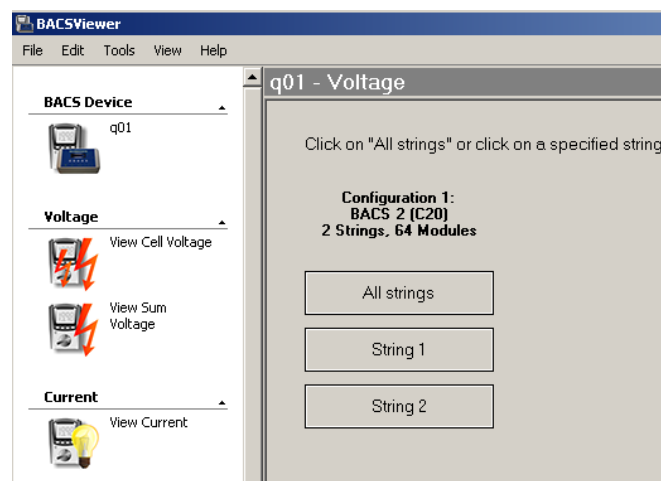 BACSViewer
File Edit Tools View Help
BACS Device
q01
Voltage
View Cell Voltage
View Sum
Voltage
Current
View Current
q01 - Voltage
Click on "All strings" or click on a specified string
Configuration 1:
BACS 2 (C20)
2 Strings, 64 Modules
All strings
String 1
String 2